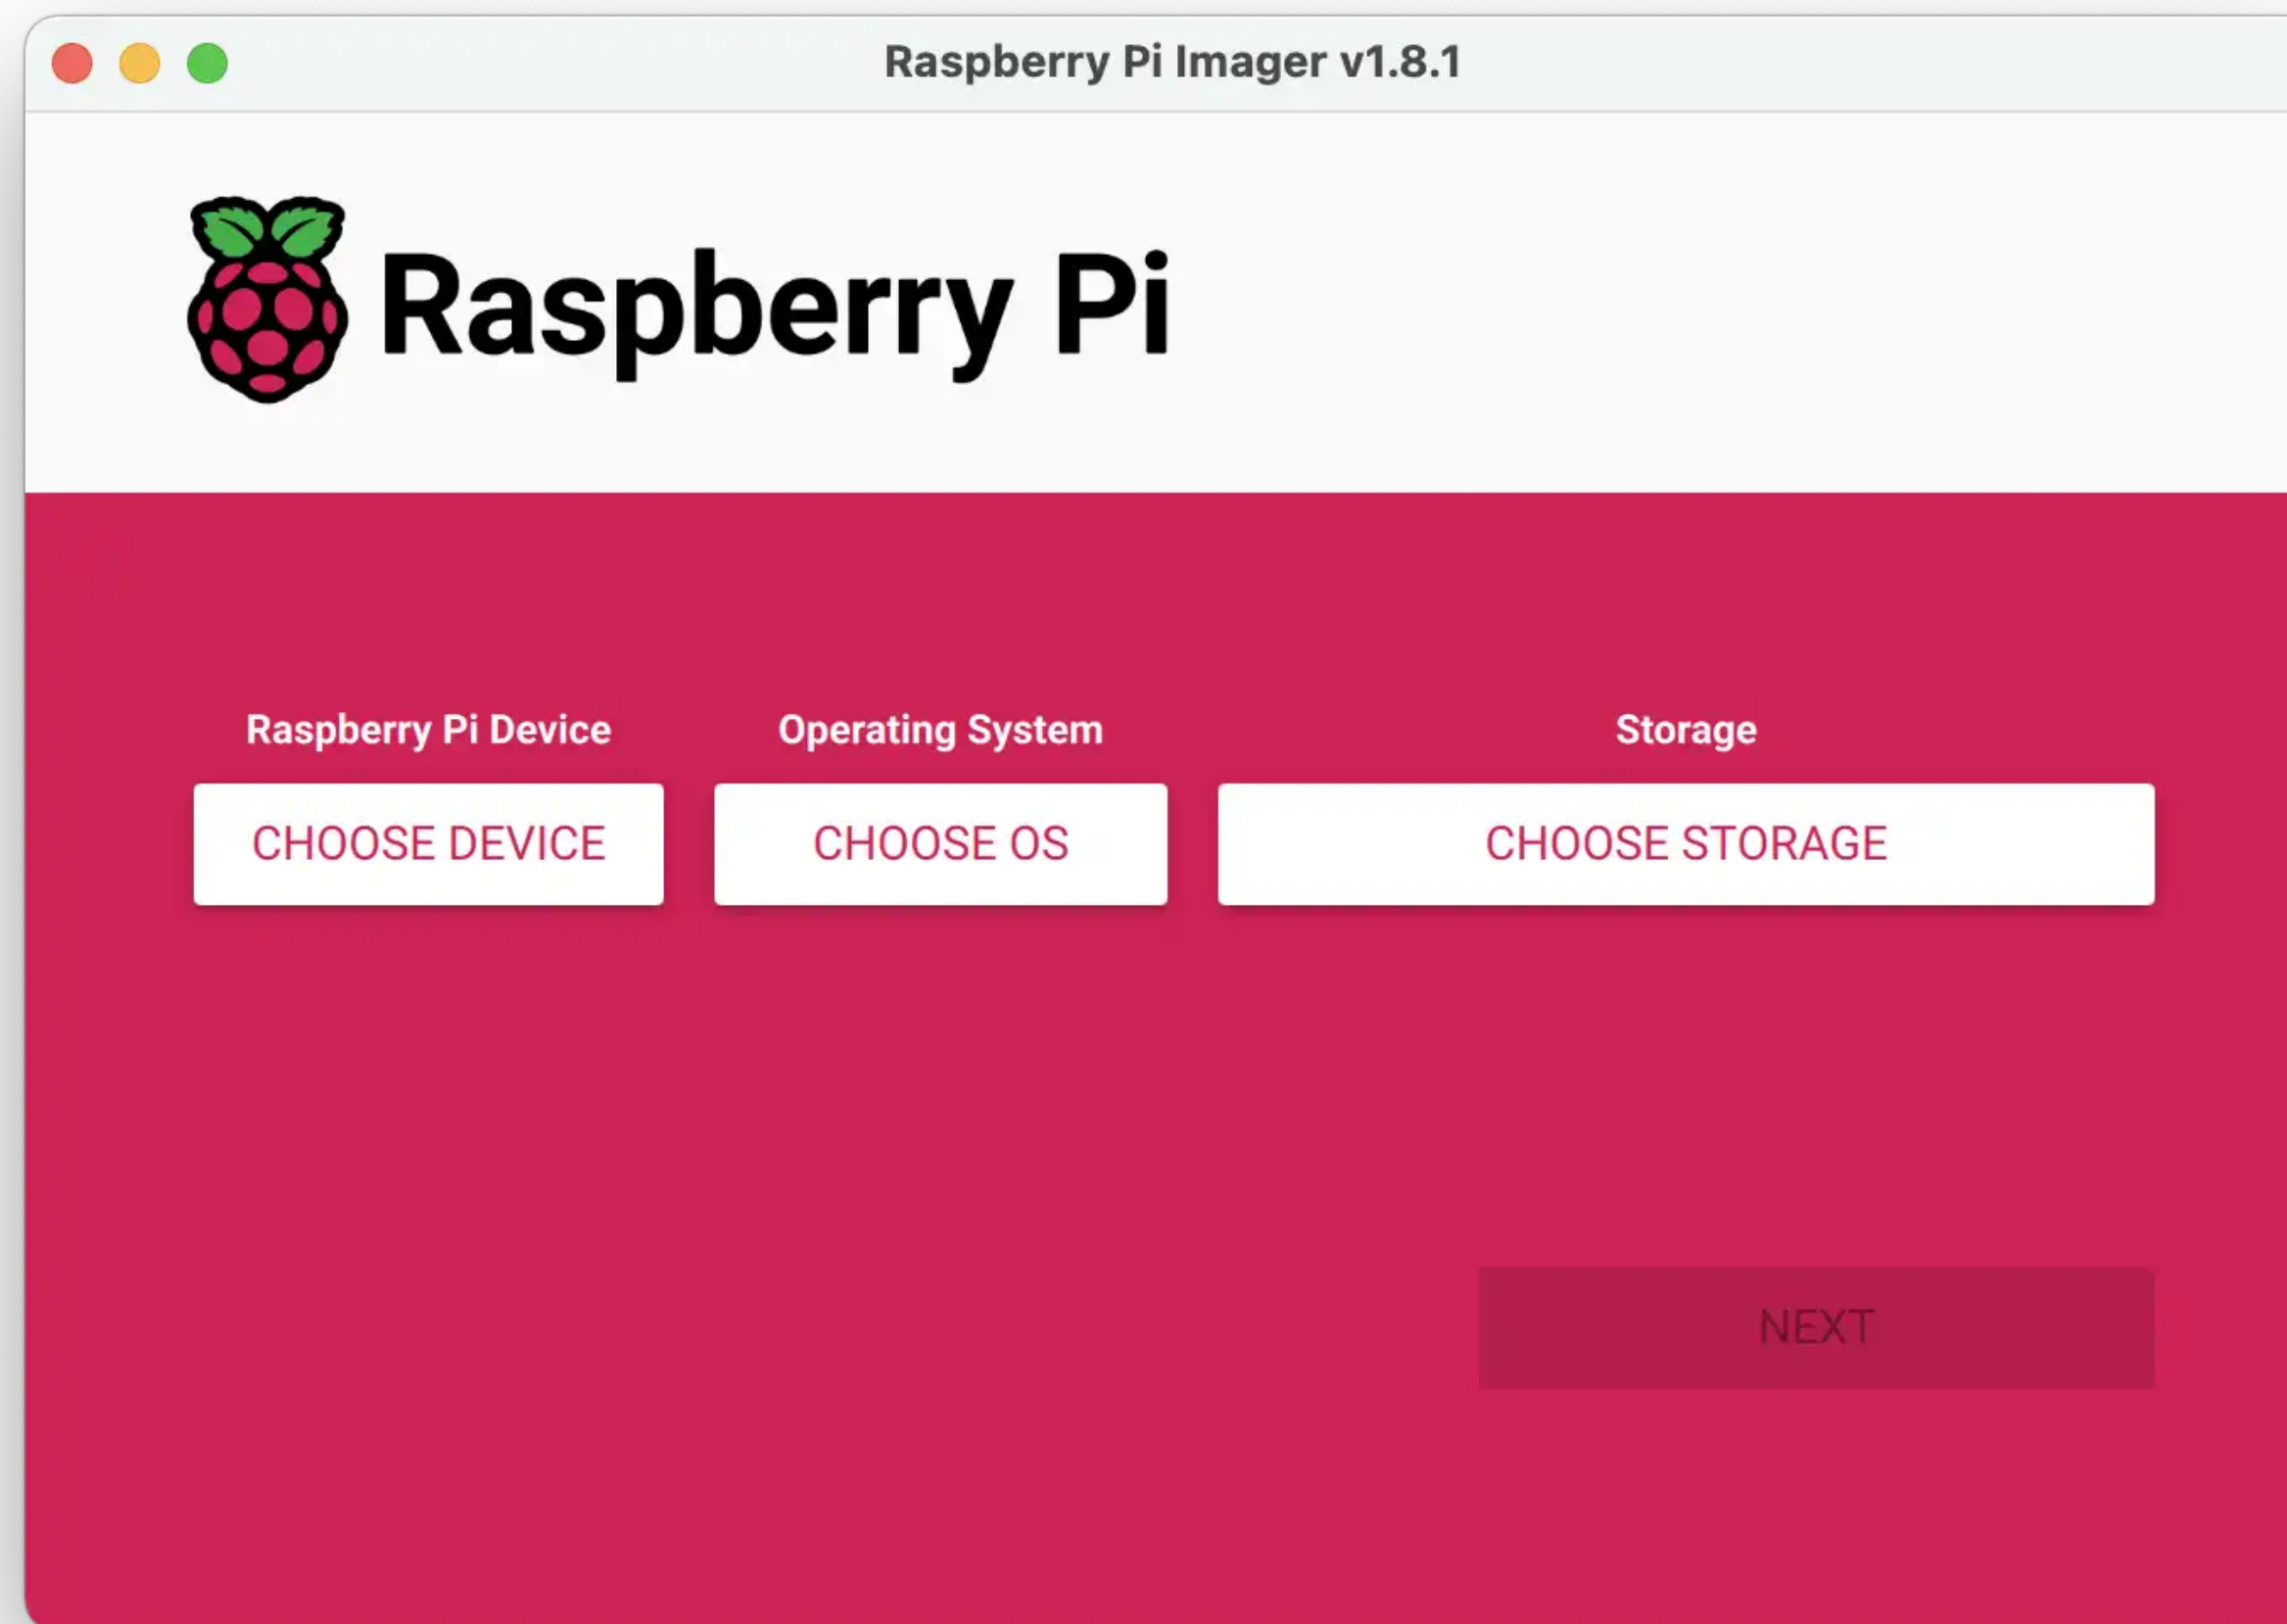 Raspberry Pi Imager v1.8.1
Raspberry Pi
Raspberry Pi Device Operating System Storage
CHOOSE DEVICE CHOOSE OS CHOOSE STORAGE
NEXT